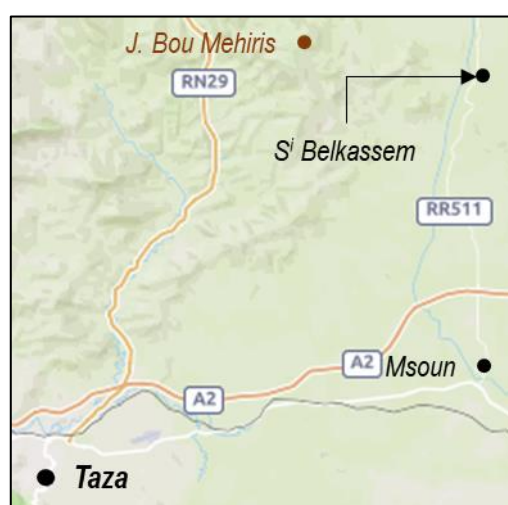 J. Bou Mehiris
RN29
Sⁱ Belkassem
RR511
A2
Msoun
A2
Taza